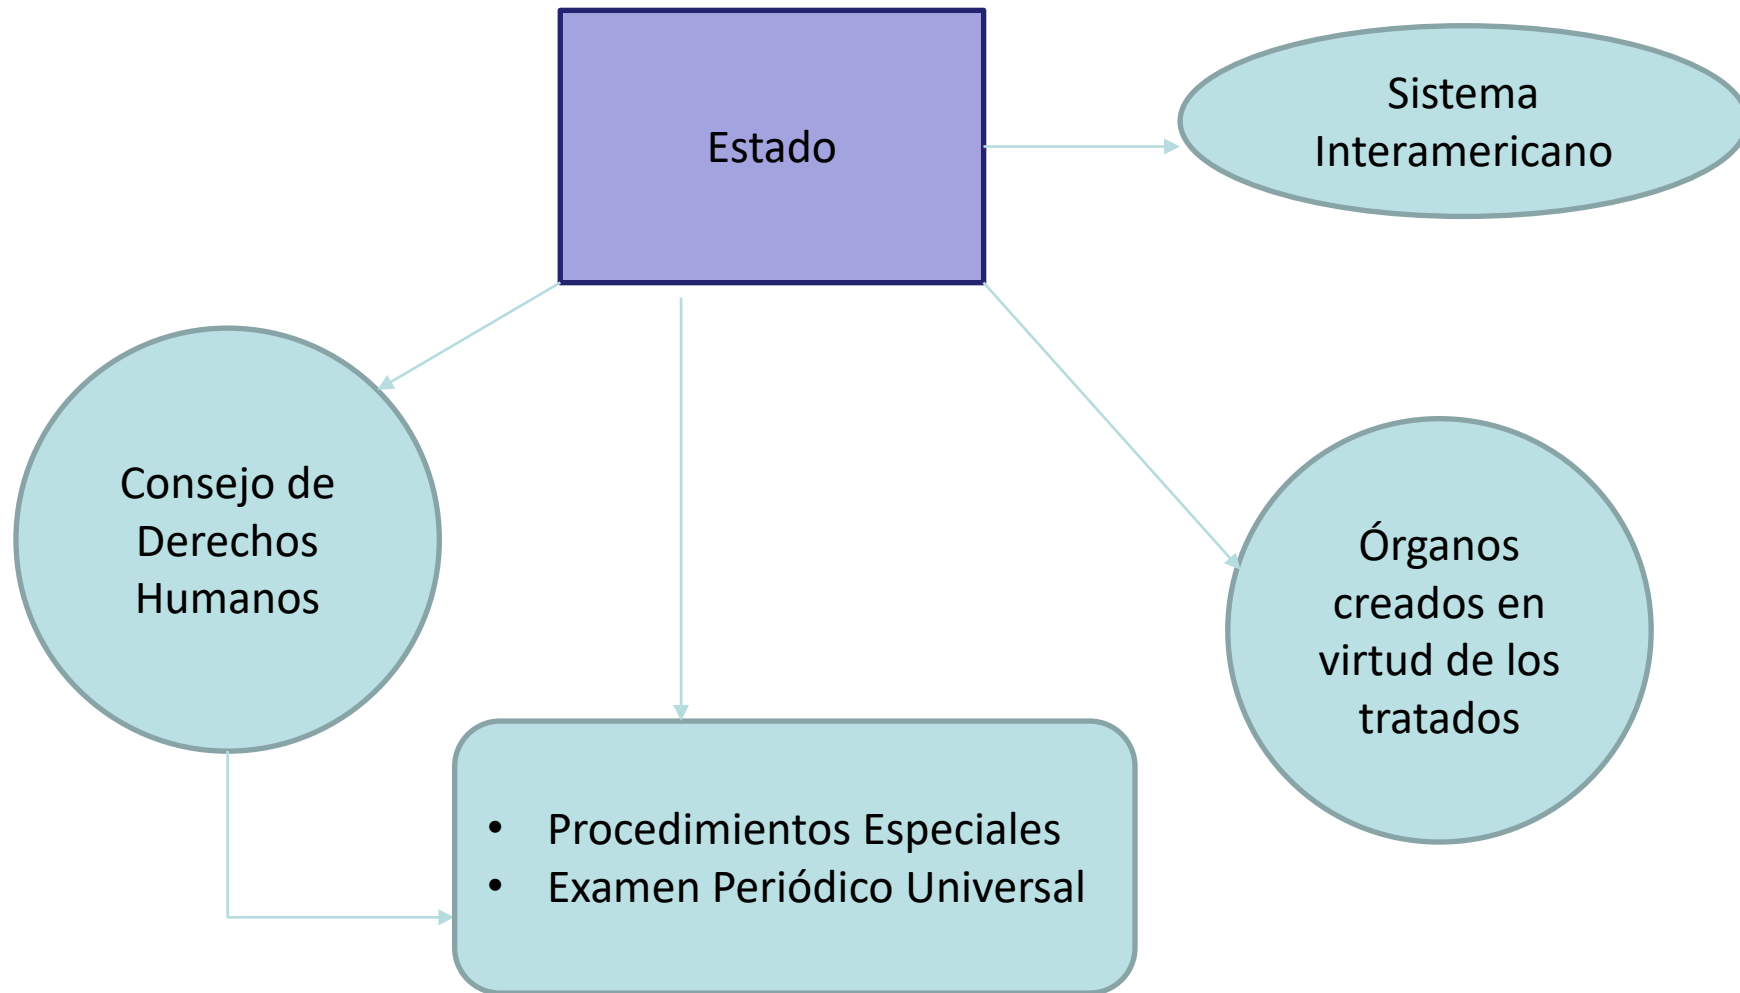 Estado
Sistema
Interamericano
Consejo de
Derechos
Humanos
Órganos
creados en
virtud de los
tratados
• Procedimientos Especiales
• Examen Periódico Universal